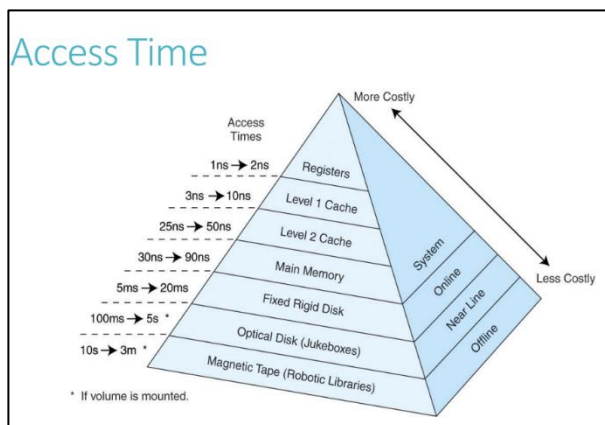 Access Time
More Costly
Access
Times
1ns → 2ns
Registers
3ns → 10ns
Level 1 Cache
25ns → 50ns
Level 2 Cache
30ns → 90ns
Main Memory
5ms → 20ms
Fixed Rigid Disk
100ms → 5s *
Optical Disk (Jukeboxes)
10s → 3m *
Magnetic Tape (Robotic Libraries)
System
Online
Near Line
Offline
Less Costly
* If volume is mounted.